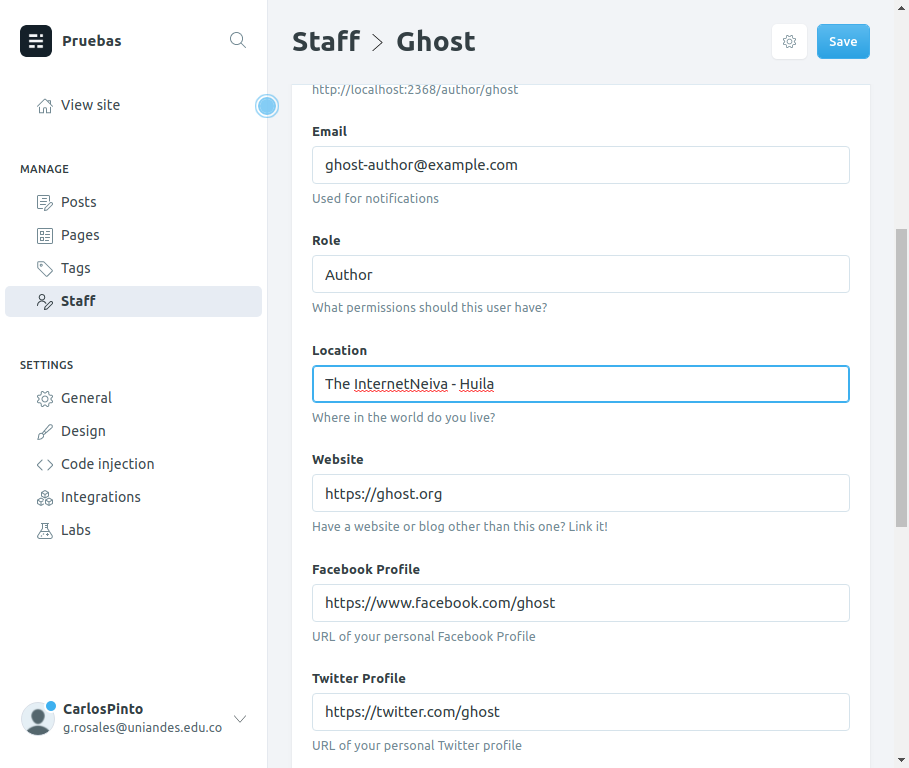 Pruebas
View site
MANAGE
Posts
Pages
Tags
Staff
SETTINGS
General
Design
Code injection
Integrations
Labs
CarlosPinto
g.rosales@uniandes.edu.co
Staff > Ghost
Save
http://localhost:2368/author/ghost
Email
ghost-author@example.com
Used for notifications
Role
Author
What permissions should this user have?
Location
The InternetNeiva - Huila
Where in the world do you live?
Website
https://ghost.org
Have a website or blog other than this one? Link it!
Facebook Profile
https://www.facebook.com/ghost
URL of your personal Facebook Profile
Twitter Profile
https://twitter.com/ghost
URL of your personal Twitter profile